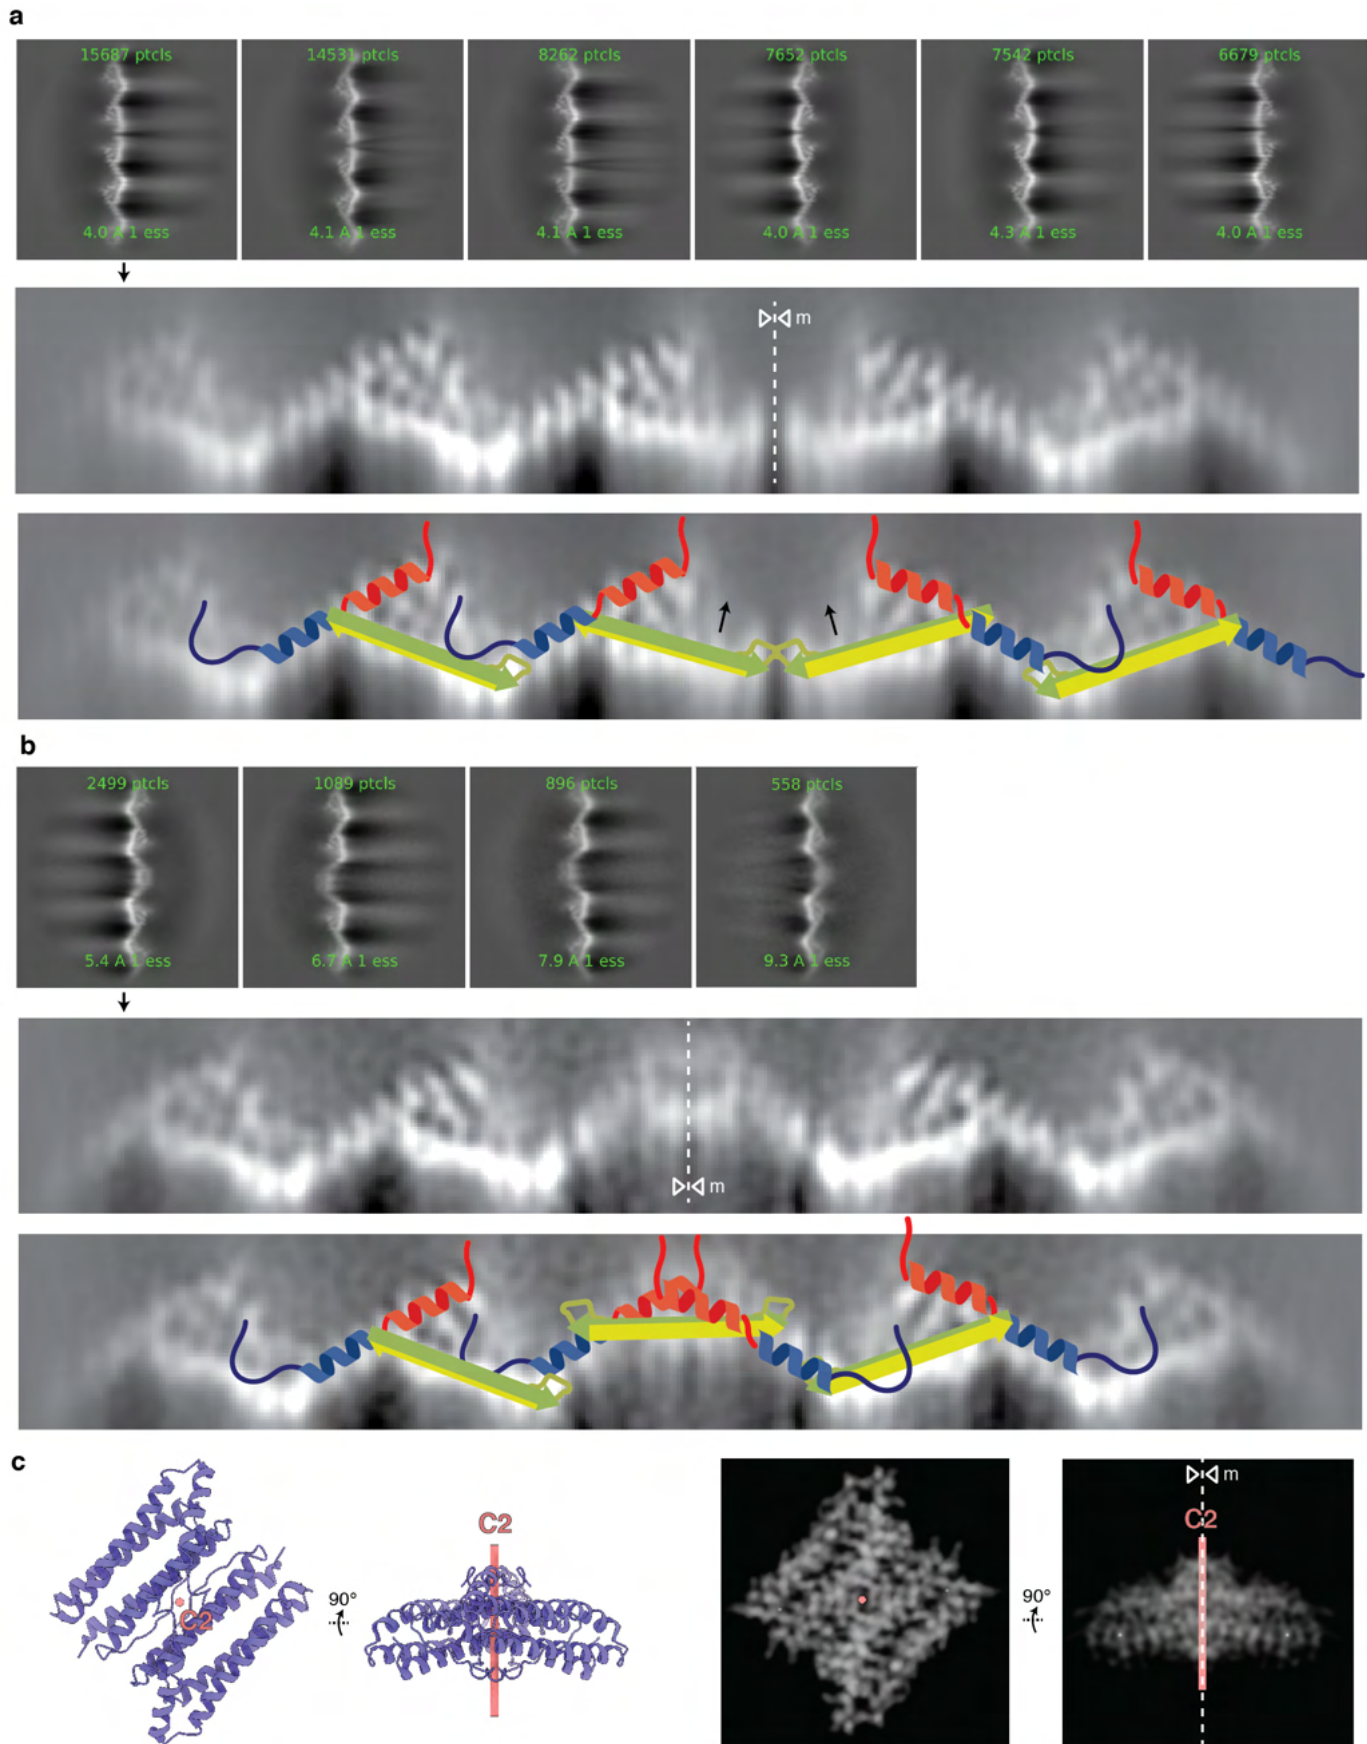 a
15687 ptcls
14531 ptcls
8262 ptcls
7652 ptcls
7542 ptcls
6679 ptcls
4.0 A 1 ess
4.1 A 1 ess
4.1 A 1 ess
4.0 A 1 ess
4.3 A 1 ess
4.0 A 1 ess
m
b
2499 ptcls
1089 ptcls
896 ptcls
558 ptcls
5.4 A 1 ess
6.7 A 1 ess
7.9 A 1 ess
9.3 A 1 ess
m
c
C2
90°
C2
90°
m
C2